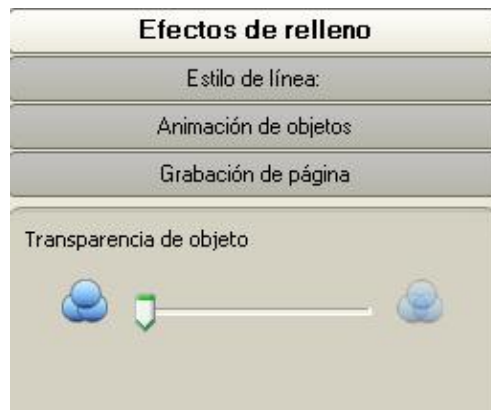 Efectos de relleno
Estilo de línea:
Animación de objetos
Grabación de página
Transparencia de objeto